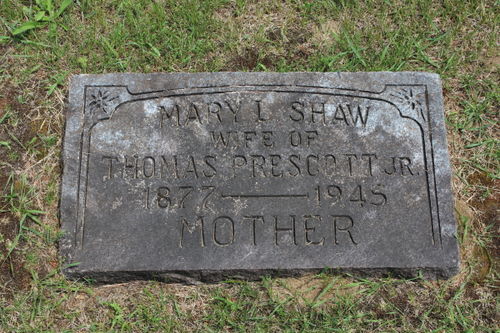 MARY L SHAW
WIFE OF
THOMAS PRESCOTT JR.
1877 — 1945
MOTHER